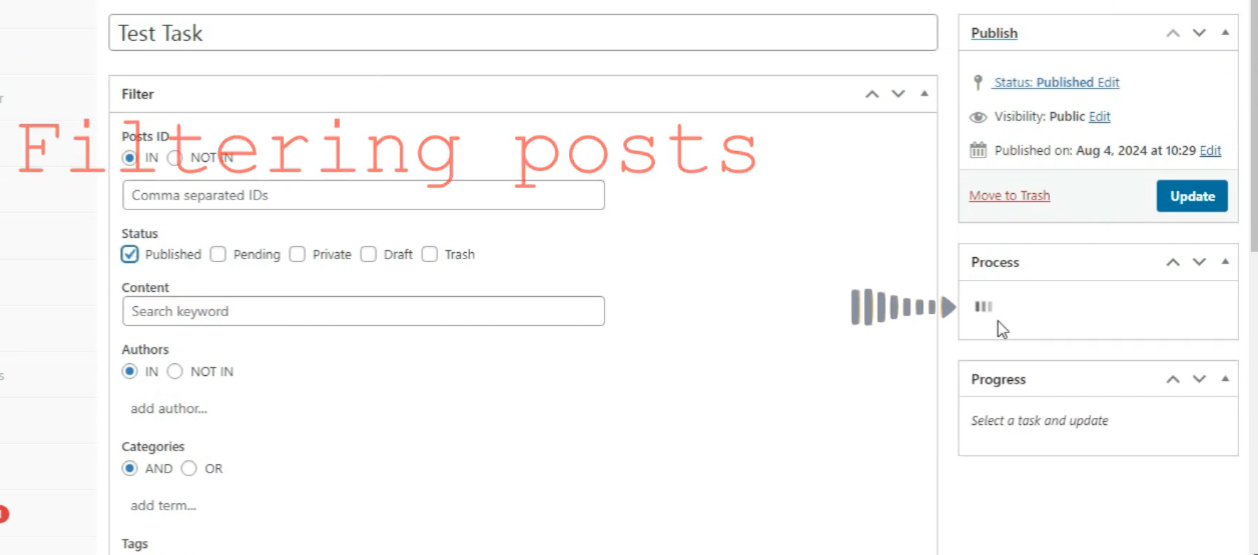 Test Task
Filter
Filtering posts
Posts ID
IN NOT IN
Comma separated IDs
Status
Published Pending Private Draft Trash
Content
Search keyword
Authors
IN NOT IN
add author...
Categories
AND OR
add term...
Tags
Publish
Status: Published Edit
Visibility: Public Edit
Published on: Aug 4, 2024 at 10:29 Edit
Move to Trash
Update
Process
Progress
Select a task and update